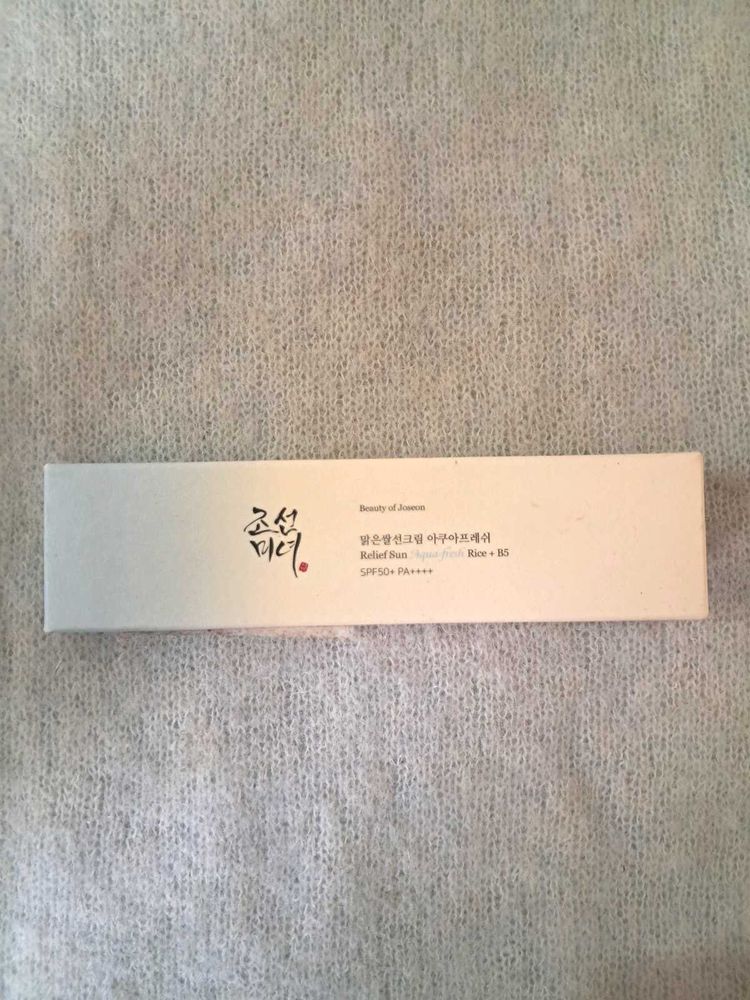 조선
미녀
Beauty of Joseon
맑은쌀선크림 아쿠아프레쉬
Relief Sun Aqua-fresh Rice + B5
SPF50+ PA++++